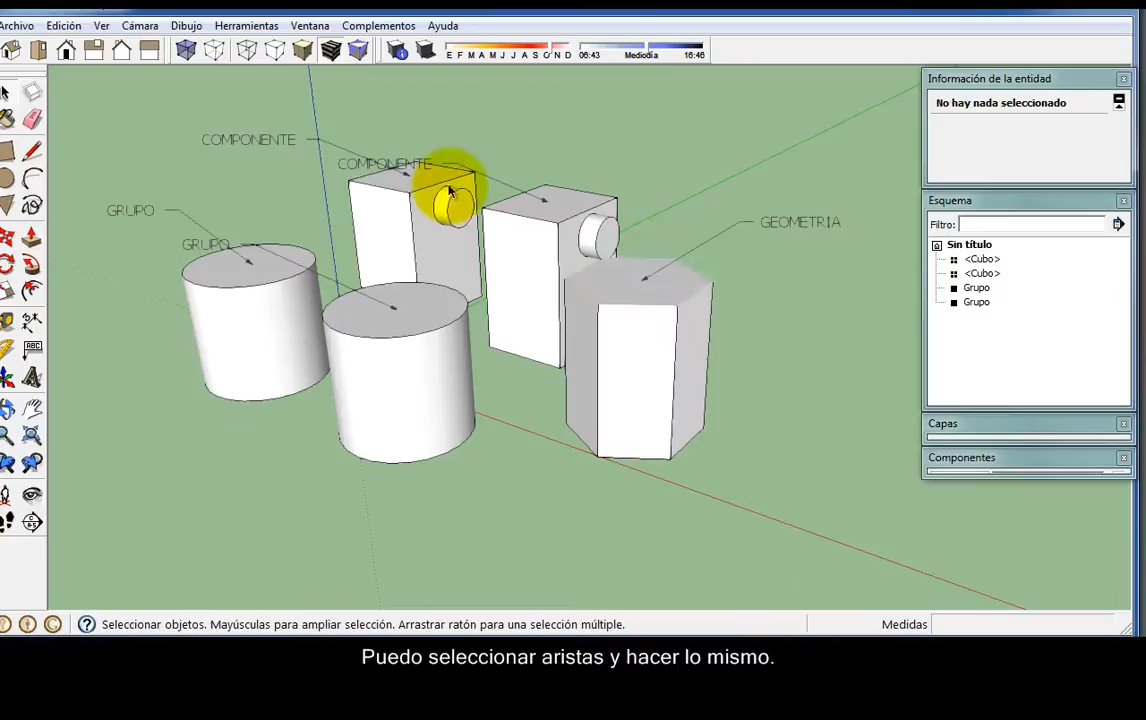 Archivo Edición Ver Cámara Dibujo Herramientas Ventana Complementos Ayuda
E F M A M J J A S O N D 06:43 Mediodía 16:46
Información de la entidad
No hay nada seleccionado
COMPONENTE
COMPONENTE
GRUPO
GRUPO
GEOMETRIA
Esquema
Filtro:
Sin título
<Cubo>
<Cubo>
Grupo
Grupo
Capas
Componentes
ABC
Seleccionar objetos. Mayúsculas para ampliar selección. Arrastrar ratón para una selección múltiple.
Medidas
Puedo seleccionar aristas y hacer lo mismo.